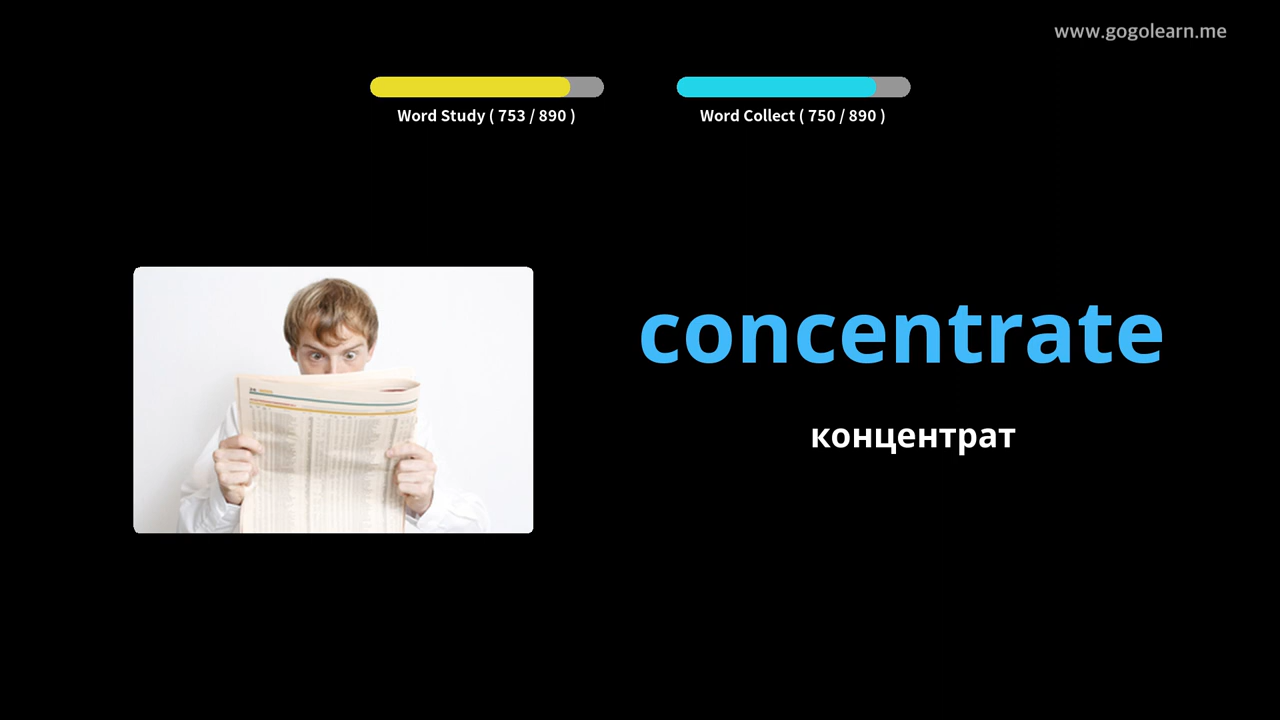 www.gogolearn.me
Word Study ( 753 / 890 )
Word Collect ( 750 / 890 )
concentrate
концентрат